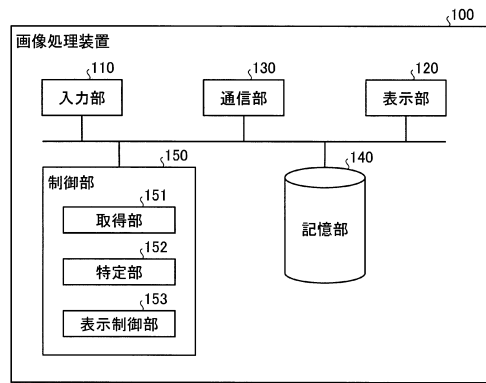 100
画像処理装置
110
入力部
130
通信部
120
表示部
150
制御部
151
取得部
152
特定部
153
表示制御部
140
記憶部